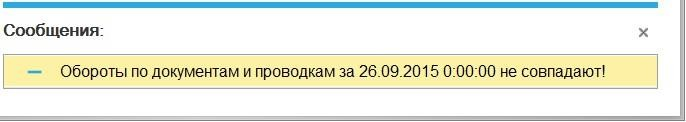 Сообщения:
Обороты по документам и проводкам за 26.09.2015 0:00:00 не совпадают!